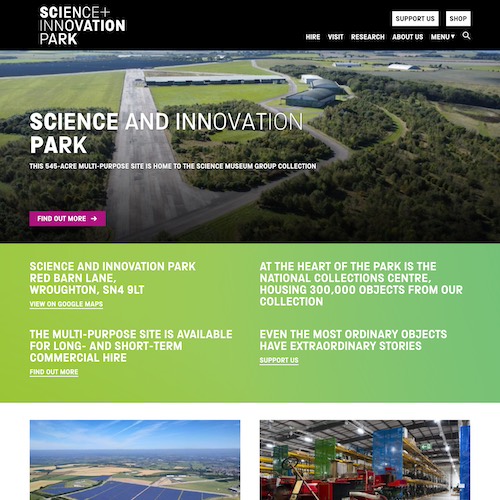 SCIENCE+
INNOVATION
PARK
SUPPORT US
SHOP
HIRE VISIT RESEARCH ABOUT US MENU
SCIENCE AND INNOVATION
PARK
THIS 545-ACRE MULTI-PURPOSE SITE IS HOME TO THE SCIENCE MUSEUM GROUP COLLECTION
FIND OUT MORE →
SCIENCE AND INNOVATION PARK
RED BARN LANE,
WROUGHTON, SN4 9LT
VIEW ON GOOGLE MAPS
AT THE HEART OF THE PARK IS THE
NATIONAL COLLECTIONS CENTRE,
HOUSING 300,000 OBJECTS FROM OUR
COLLECTION
THE MULTI-PURPOSE SITE IS AVAILABLE
FOR LONG- AND SHORT-TERM
COMMERCIAL HIRE
FIND OUT MORE
EVEN THE MOST ORDINARY OBJECTS
HAVE EXTRAORDINARY STORIES
SUPPORT US